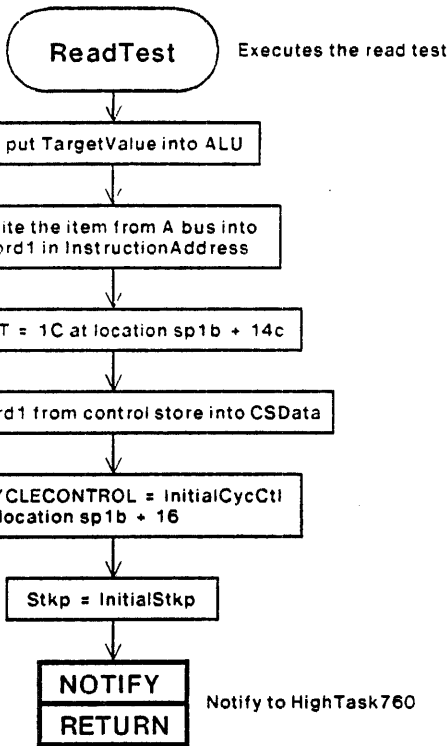 ReadTest
Executes the read test
put TargetValue into ALU
ite the item from A bus into
ord1 in InstructionAddress
T = 1C at location sp1b + 14c
rd1 from control store into CSData
YCLECONTROL = InitialCycCtl
location sp1b + 16
Stkp = InitialStkp
NOTIFY
RETURN
Notify to HighTask760